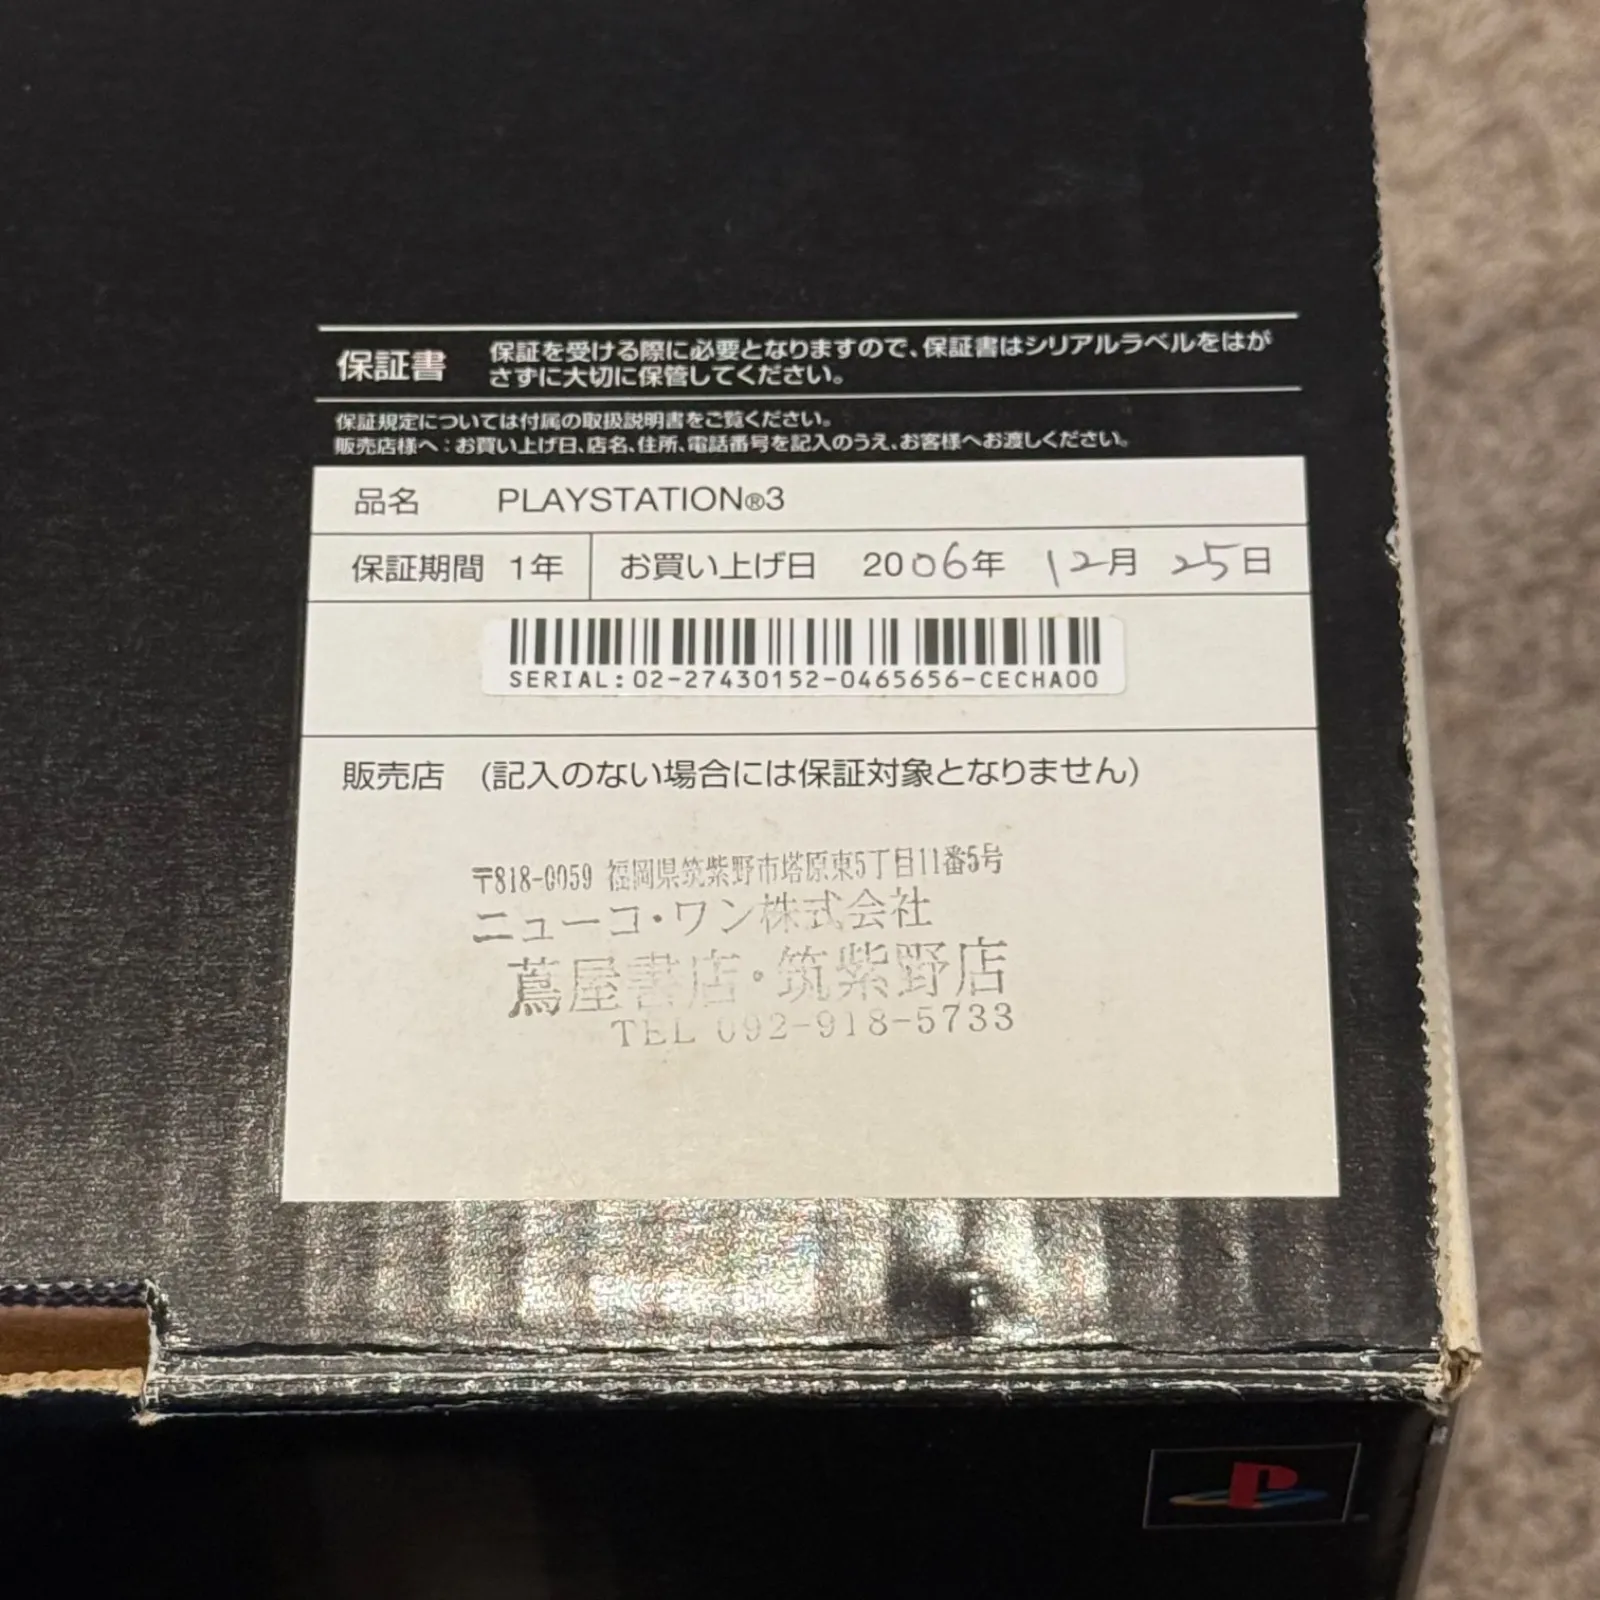 保証書
保証を受ける際に必要となりますので、保証書はシリアルラベルをはが
さずに大切に保管してください。
保証規定については付属の取扱説明書をご覧ください。
販売店様へ：お買い上げ日、店名、住所、電話番号を記入のうえ、お客様へお渡しください。
品名 PLAYSTATION®3
保証期間 1年 お買い上げ日 2006年 12月 25日
SERIAL:02-27430152-0465656-CECHA00
販売店 (記入のない場合には保証対象となりません)
〒818-0059 福岡県筑紫野市塔原東5丁目11番5号
ニューコ・ワン株式会社
蔦屋書店・筑紫野店
TEL 092-918-5733